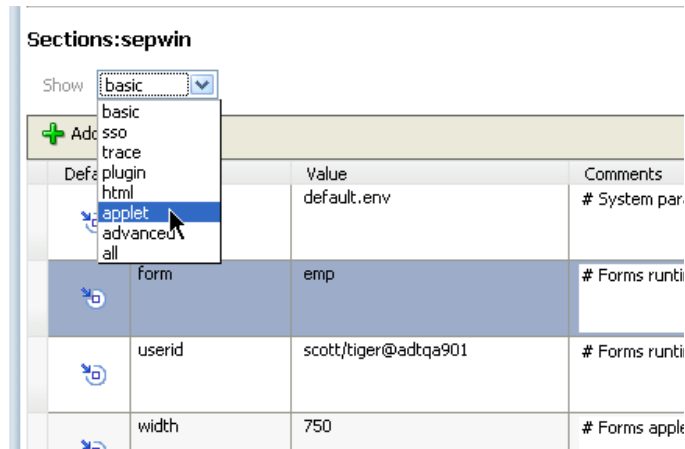 Sections:sepwin
Show basic
basic
sso
trace
plugin
html
applet
advanced
all
Add
Defa Value Comments
default.env # System para
form emp # Forms runti
userid scott/tiger@adtqa901 # Forms runti
width 750 # Forms apple